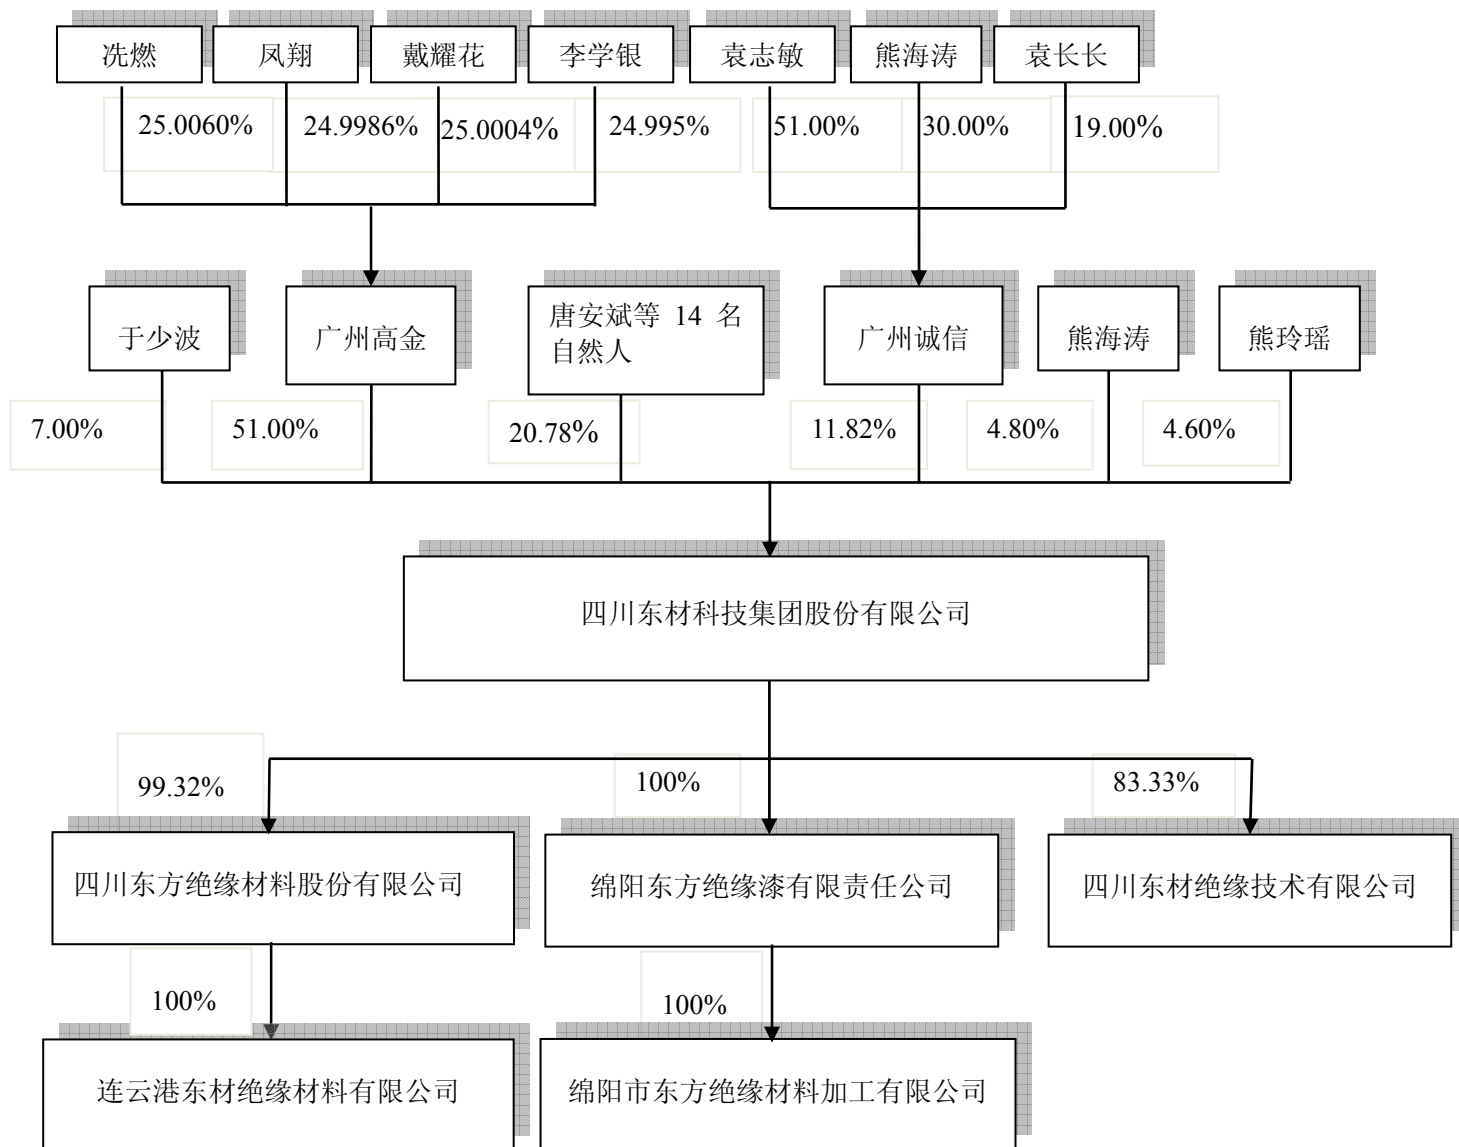 冼燃
凤翔
戴耀花
李学银
袁志敏
熊海涛
袁长长
25.0060%
24.9986%
25.0004%
24.995%
51.00%
30.00%
19.00%
于少波
广州高金
唐安斌等 14 名
自然人
广州诚信
熊海涛
熊玲瑶
7.00%
51.00%
20.78%
11.82%
4.80%
4.60%
四川东材科技集团股份有限公司
99.32%
100%
83.33%
四川东方绝缘材料股份有限公司
绵阳东方绝缘漆有限责任公司
四川东材绝缘技术有限公司
100%
100%
连云港东材绝缘材料有限公司
绵阳市东方绝缘材料加工有限公司